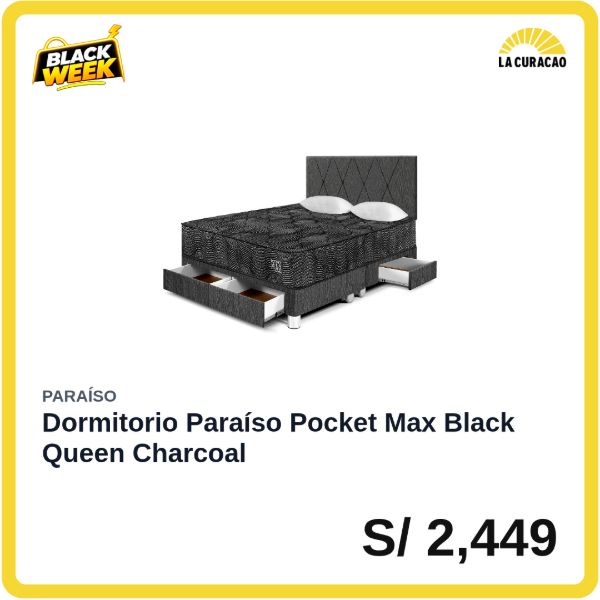 BLACK
WEEK
LA CURACAO
PARAÍSO
Dormitorio Paraíso Pocket Max Black
Queen Charcoal
S/ 2,449